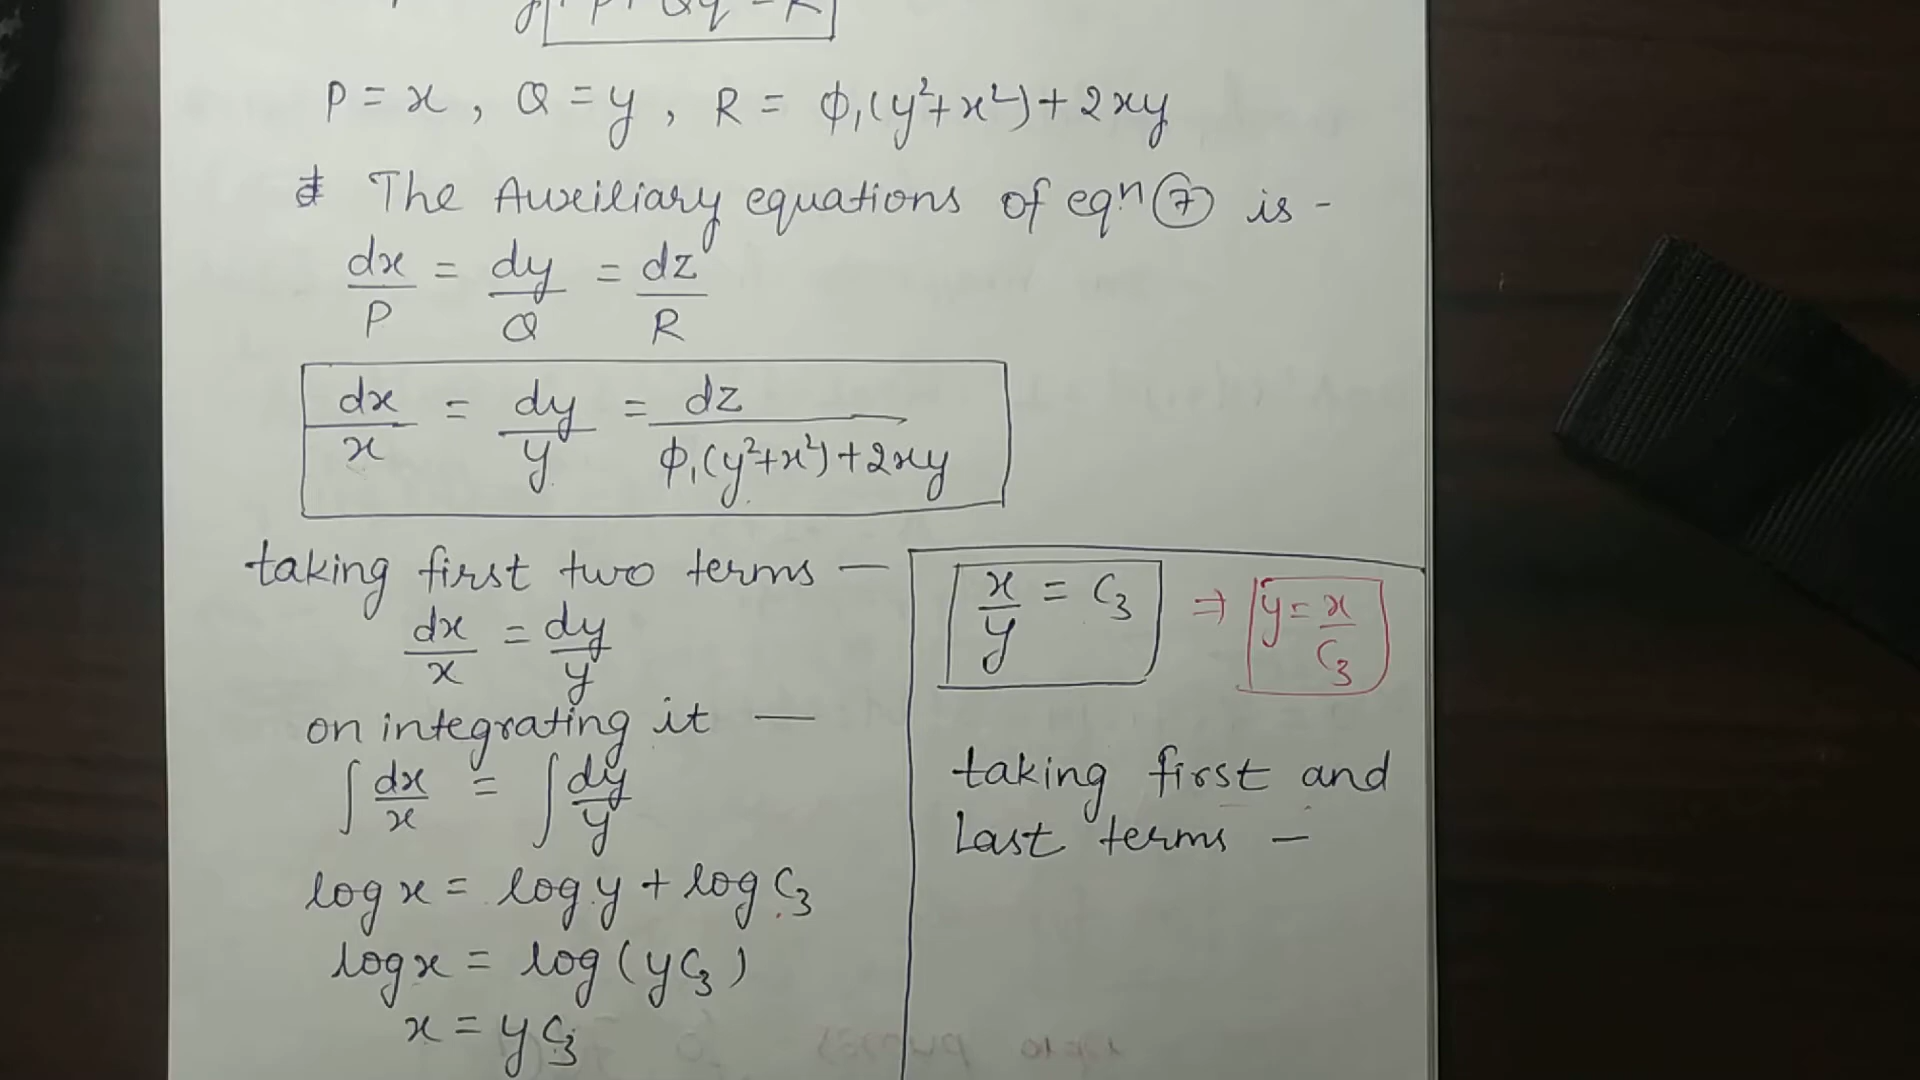 P = x , Q = y , R = ϕ₁(y²+x²)+2xy
The Auxiliary equations of eqⁿ ⑦ is -
dx/P = dy/Q = dz/R
dx/x = dy/y = dz/ϕ₁(y²+x²)+2xy
taking first two terms —
dx/x = dy/y
on integrating it —
∫ dx/x = ∫ dy/y
log x = log y + log C₃
log x = log (y C₃)
x = y C₃
x/y = C₃ ⇒ y = x/C₃
taking first and
Last terms —